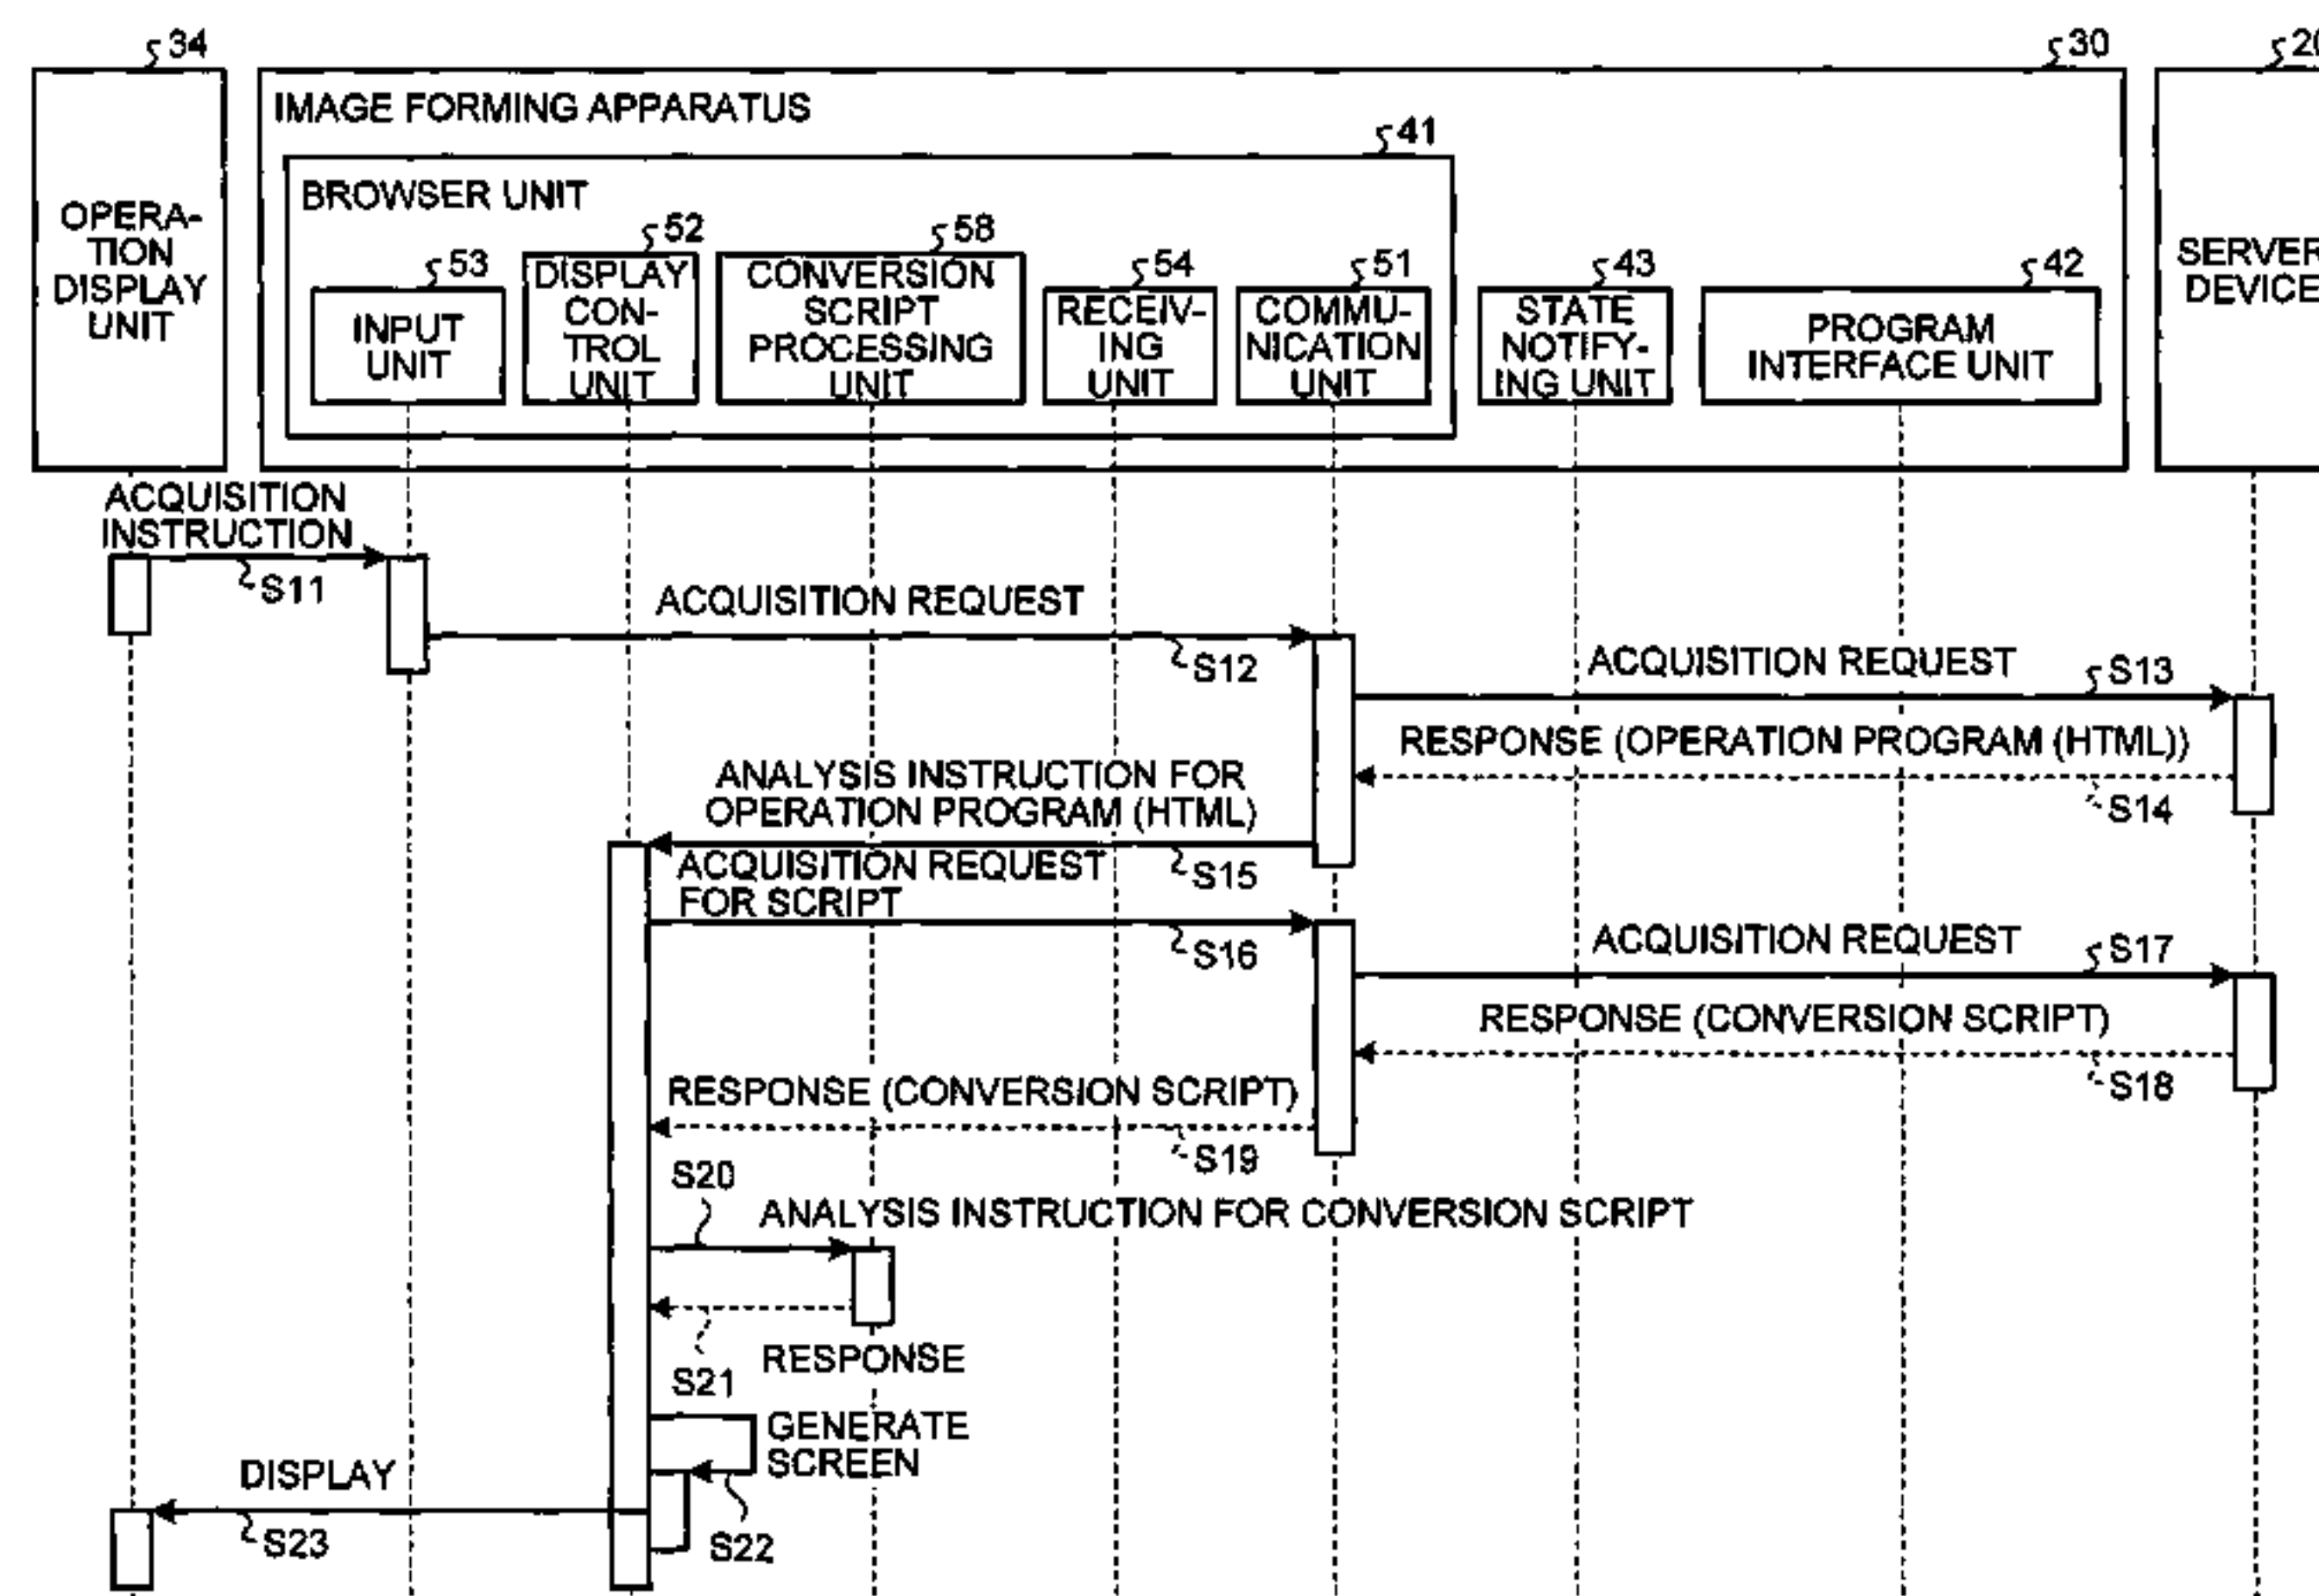 34
30
IMAGE FORMING APPARATUS
41
BROWSER UNIT
OPERA-
TION
DISPLAY
UNIT
53
INPUT
UNIT
52
DISPLAY
CON-
TROL
UNIT
58
CONVERSION
SCRIPT
PROCESSING
UNIT
54
RECEIV-
ING
UNIT
51
COMMU-
NICATION
UNIT
43
STATE
NOTIFY-
ING UNIT
42
PROGRAM
INTERFACE UNIT
SERVER
DEVICE
ACQUISITION
INSTRUCTION
S11
ACQUISITION REQUEST
S12
ACQUISITION REQUEST
S13
RESPONSE (OPERATION PROGRAM (HTML))
S14
ANALYSIS INSTRUCTION FOR
OPERATION PROGRAM (HTML)
S15
ACQUISITION REQUEST
FOR SCRIPT
S16
ACQUISITION REQUEST
S17
RESPONSE (CONVERSION SCRIPT)
S18
RESPONSE (CONVERSION SCRIPT)
S19
S20
ANALYSIS INSTRUCTION FOR CONVERSION SCRIPT
S21
RESPONSE
GENERATE
SCREEN
S22
DISPLAY
S23